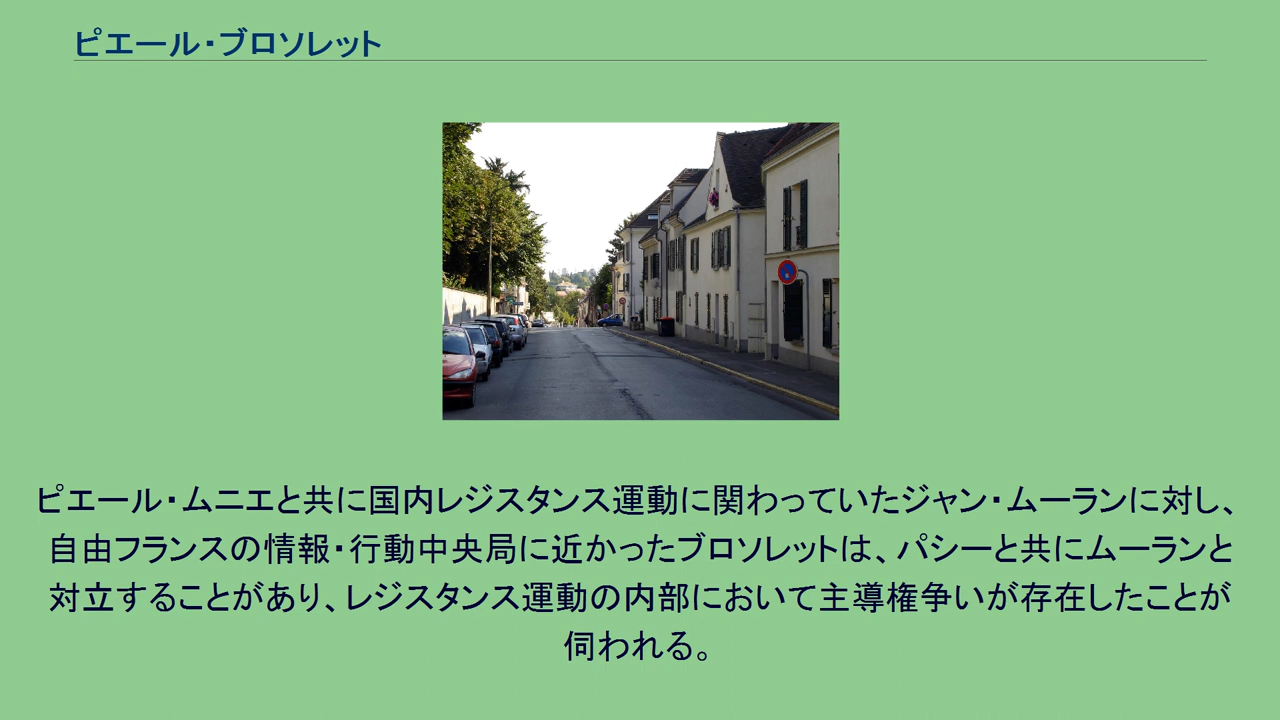 ピエール・ブロソレット
ピエール・ムニエと共に国内レジスタンス運動に関わっていたジャン・ムーランに対し、
自由フランスの情報・行動中央局に近かったブロソレットは、パシーと共にムーランと
対立することがあり、レジスタンス運動の内部において主導権争いが存在したことが
伺われる。